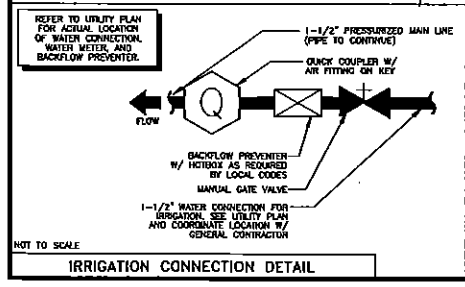 REFER TO UTILITY PLAN
FOR ACTUAL LOCATION
OF WATER CONNECTION,
WATER METER, AND
BACKFLOW PREVENTER.
1-1/2" PRESSURIZED MAIN LINE
(PIPE TO CONTINUE)
QUICK COUPLER W/
AIR FITTING ON KEY
Q
FLOW
BACKFLOW PREVENTER
W/ HOTBOX AS REQUIRED
BY LOCAL CODES
MANUAL GATE VALVE
1-1/2" WATER CONNECTION FOR
IRRIGATION. SEE UTILITY PLAN
AND COORDINATE LOCATION W/
GENERAL CONTRACTOR
NOT TO SCALE
IRRIGATION CONNECTION DETAIL